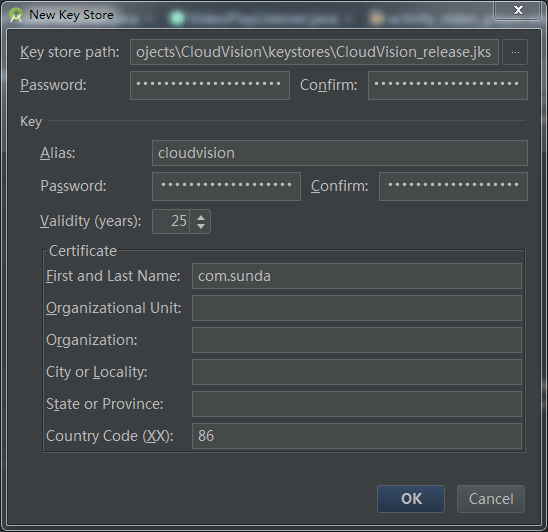 New Key Store
Key store path: ojects\CloudVision\keystores\CloudVision_release.jks ...
Password: •••••••••••••••••••• Confirm: ••••••••••••••••••••
Key
Alias: cloudvision
Password: •••••••••••••••••• Confirm: ••••••••••••••••••
Validity (years): 25
Certificate
First and Last Name: com.sunda
Organizational Unit:
Organization:
City or Locality:
State or Province:
Country Code (XX): 86
OK Cancel